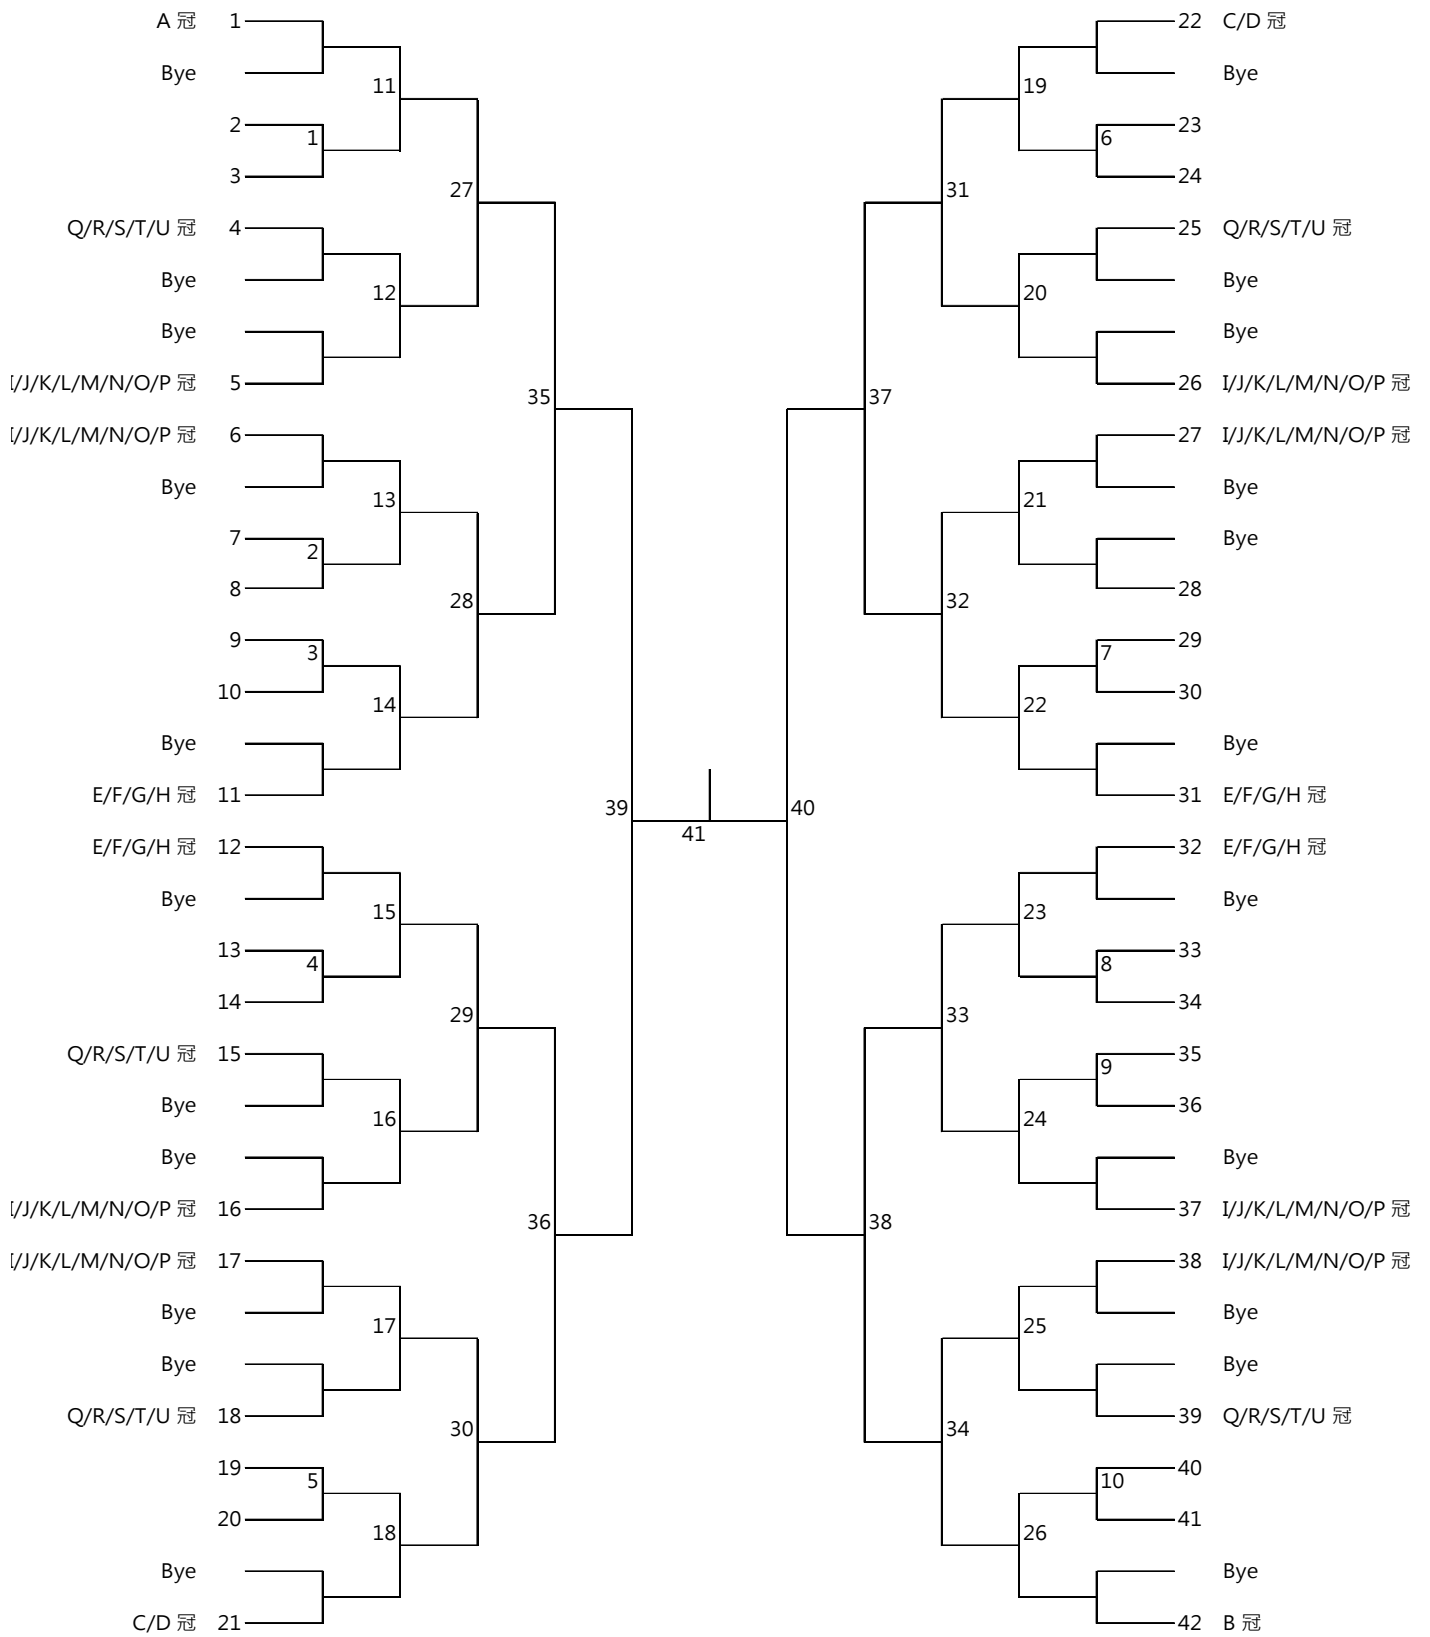 A 冠 1 22 C/D 冠
Bye Bye
11 19
2 23
1 6
3 24
27 31
Q/R/S/T/U 冠 4 25 Q/R/S/T/U 冠
Bye Bye
12 20
Bye Bye
I/J/K/L/M/N/O/P 冠 5 26 I/J/K/L/M/N/O/P 冠
35 37
I/J/K/L/M/N/O/P 冠 6 27 I/J/K/L/M/N/O/P 冠
Bye Bye
13 21
7 Bye
2
8 28
28 32
9 29
3 7
10 30
14 22
Bye Bye
E/F/G/H 冠 11 31 E/F/G/H 冠
39 40
41
E/F/G/H 冠 12 32 E/F/G/H 冠
Bye Bye
15 23
13 33
4 8
14 34
29 33
Q/R/S/T/U 冠 15 35
9
Bye 36
16 24
Bye Bye
I/J/K/L/M/N/O/P 冠 16 37 I/J/K/L/M/N/O/P 冠
36 38
I/J/K/L/M/N/O/P 冠 17 38 I/J/K/L/M/N/O/P 冠
Bye Bye
17 25
Bye Bye
Q/R/S/T/U 冠 18 39 Q/R/S/T/U 冠
30 34
19 40
5 10
20 41
18 26
Bye Bye
C/D 冠 21 42 B 冠